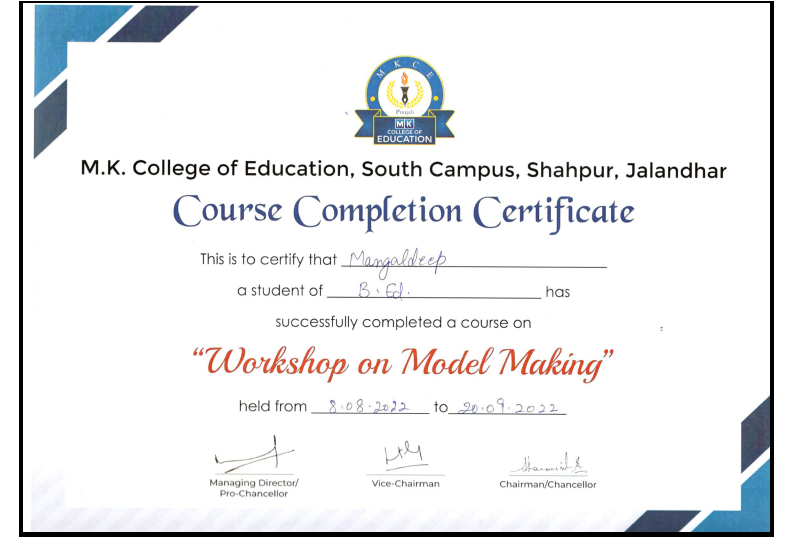 M K C E
Punjab
MK
COLLEGE OF
EDUCATION
M.K. College of Education, South Campus, Shahpur, Jalandhar
Course Completion Certificate
This is to certify that Mangaldeep
a student of B.Ed. has
successfully completed a course on
“Workshop on Model Making”
held from 8.08.2022 to 20.09.2022
Managing Director/ Vice-Chairman Chairman/Chancellor
Pro-Chancellor